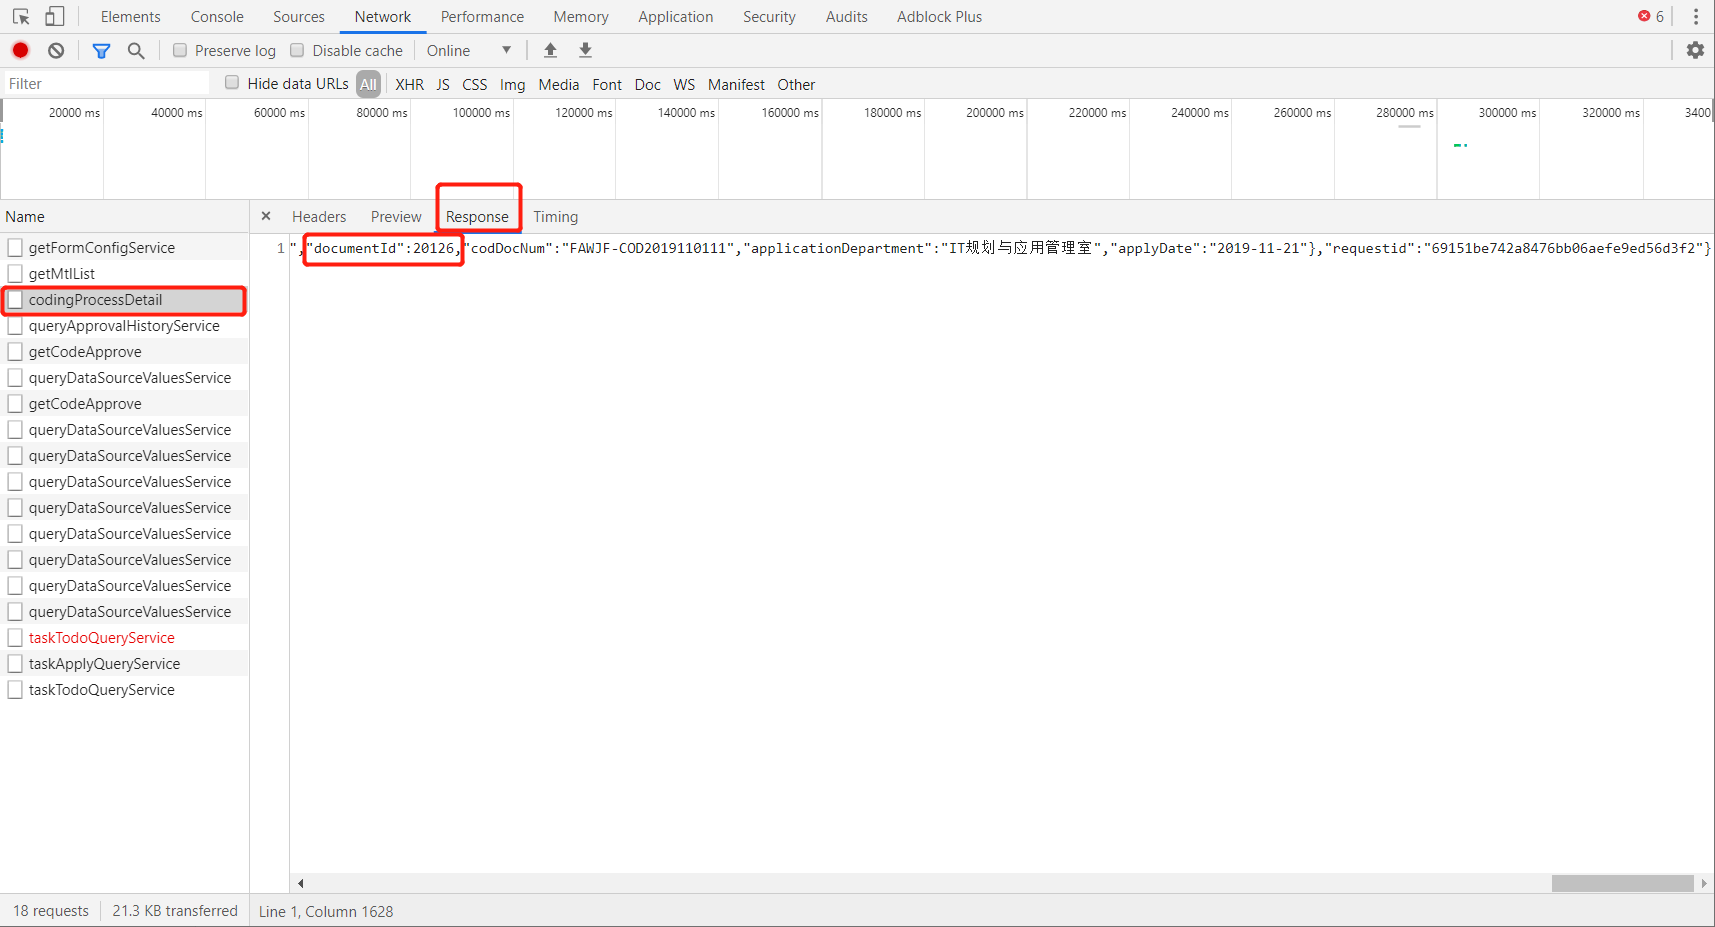 Elements Console Sources Network Performance Memory Application Security Audits Adblock Plus 6
Preserve log Disable cache Online
Filter Hide data URLs All XHR JS CSS Img Media Font Doc WS Manifest Other
20000 ms 40000 ms 60000 ms 80000 ms 100000 ms 120000 ms 140000 ms 160000 ms 180000 ms 200000 ms 220000 ms 240000 ms 260000 ms 280000 ms 300000 ms 320000 ms 3400
Name × Headers Preview Response Timing
1 ","documentId":20126,"codDocNum":"FAWJF-COD2019110111","applicationDepartment":"IT规划与应用管理室","applyDate":"2019-11-21"},"requestid":"69151be742a8476bb06aefe9ed56d3f2"}
getFormConfigService
getMtlList
codingProcessDetail
queryApprovalHistoryService
getCodeApprove
queryDataSourceValuesService
getCodeApprove
queryDataSourceValuesService
queryDataSourceValuesService
queryDataSourceValuesService
queryDataSourceValuesService
queryDataSourceValuesService
queryDataSourceValuesService
queryDataSourceValuesService
queryDataSourceValuesService
taskTodoQueryService
taskApplyQueryService
taskTodoQueryService
18 requests 21.3 KB transferred Line 1, Column 1628